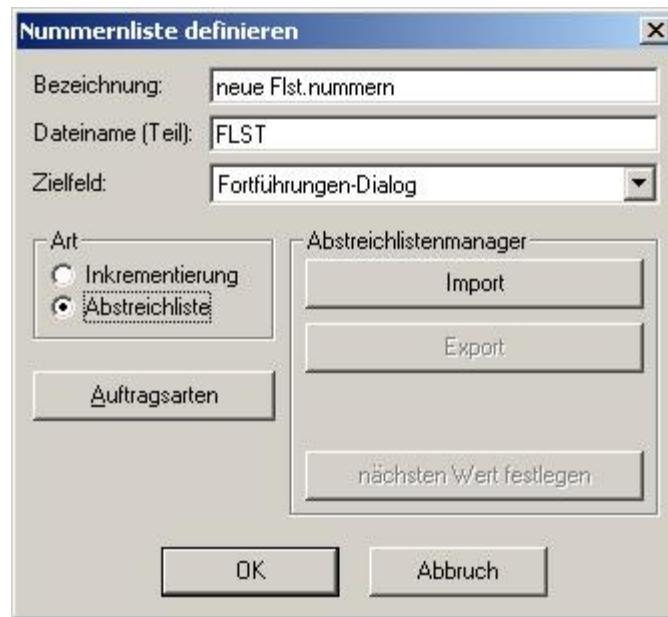 Nummernliste definieren
Bezeichnung: neue Flst.nummern
Dateiname (Teil): FLST
Zielfeld: Fortführungen-Dialog
Art
Inkrementierung
Abstreichliste
Auftragsarten
Abstreichlistenmanager
Import
Export
nächsten Wert festlegen
OK Abbruch